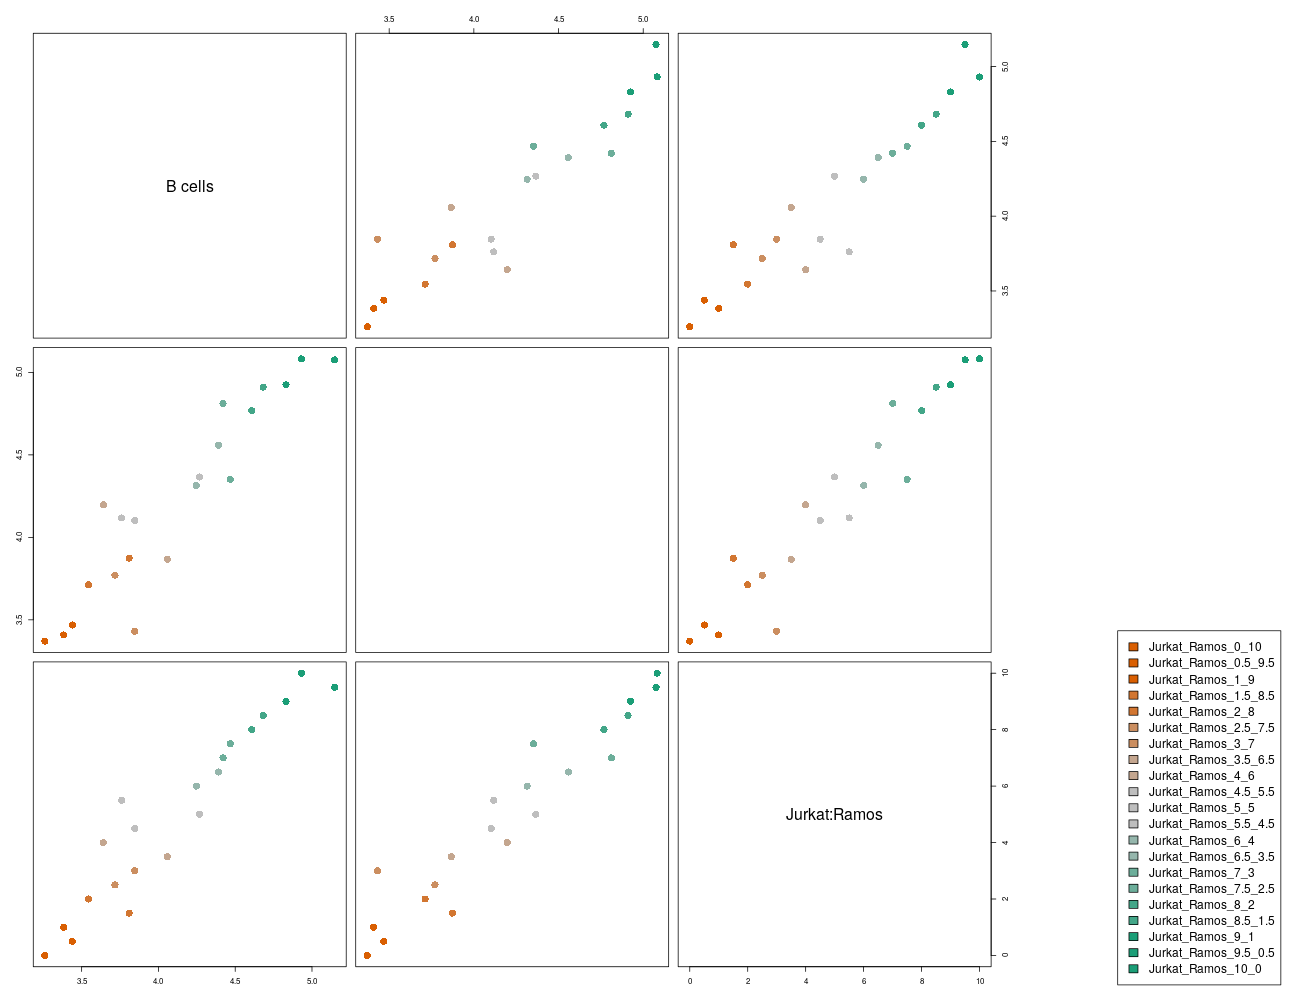 3.5 4.0 4.5 5.0
B cells
5.0
4.5
4.0
3.5
5.0
4.5
4.0
3.5
Jurkat:Ramos
10
8
6
4
2
0
3.5 4.0 4.5 5.0
0 2 4 6 8 10
Jurkat_Ramos_0_10
Jurkat_Ramos_0.5_9.5
Jurkat_Ramos_1_9
Jurkat_Ramos_1.5_8.5
Jurkat_Ramos_2_8
Jurkat_Ramos_2.5_7.5
Jurkat_Ramos_3_7
Jurkat_Ramos_3.5_6.5
Jurkat_Ramos_4_6
Jurkat_Ramos_4.5_5.5
Jurkat_Ramos_5_5
Jurkat_Ramos_5.5_4.5
Jurkat_Ramos_6_4
Jurkat_Ramos_6.5_3.5
Jurkat_Ramos_7_3
Jurkat_Ramos_7.5_2.5
Jurkat_Ramos_8_2
Jurkat_Ramos_8.5_1.5
Jurkat_Ramos_9_1
Jurkat_Ramos_9.5_0.5
Jurkat_Ramos_10_0